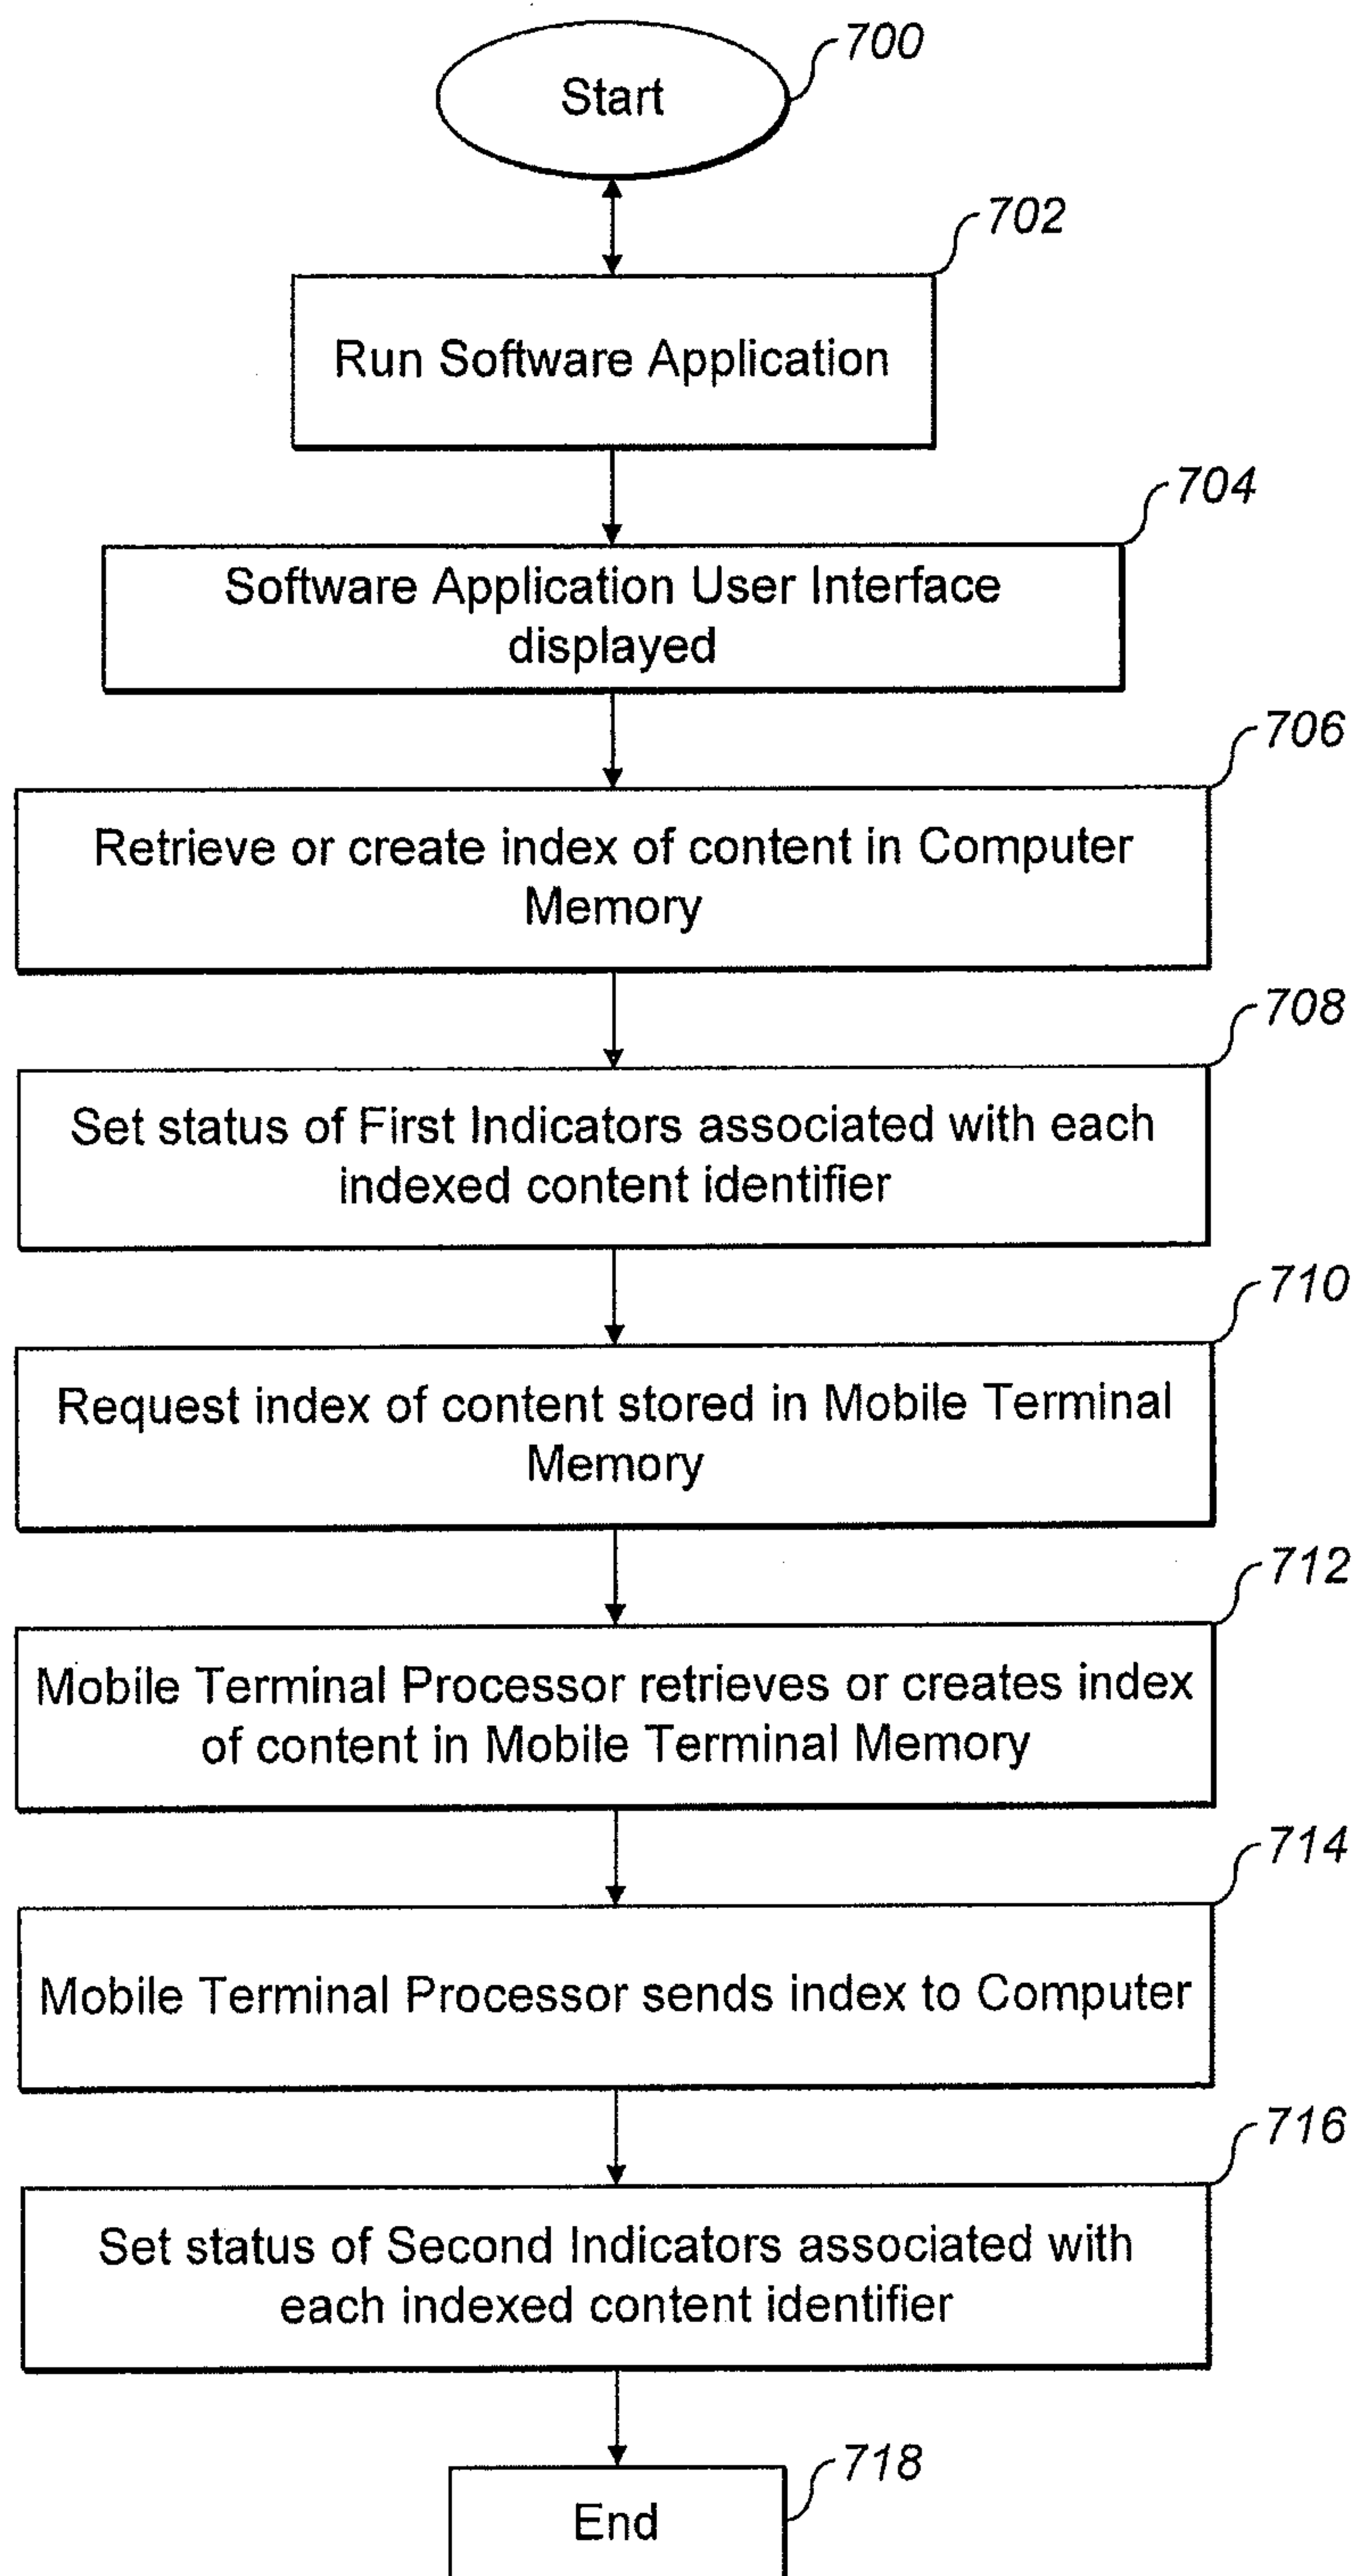 700
Start
702
Run Software Application
704
Software Application User Interface
displayed
706
Retrieve or create index of content in Computer
Memory
708
Set status of First Indicators associated with each
indexed content identifier
710
Request index of content stored in Mobile Terminal
Memory
712
Mobile Terminal Processor retrieves or creates index
of content in Mobile Terminal Memory
714
Mobile Terminal Processor sends index to Computer
716
Set status of Second Indicators associated with
each indexed content identifier
718
End